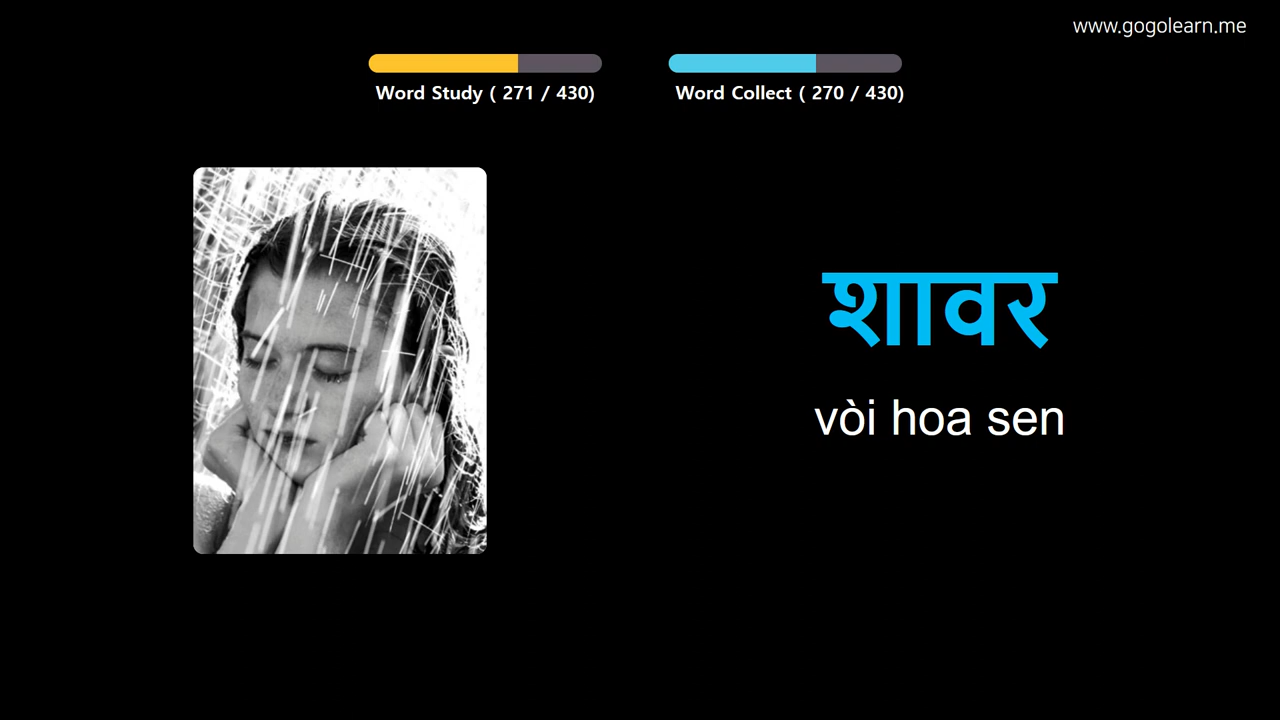 www.gogolearn.me
Word Study ( 271 / 430)
Word Collect ( 270 / 430)
शावर
vòi hoa sen